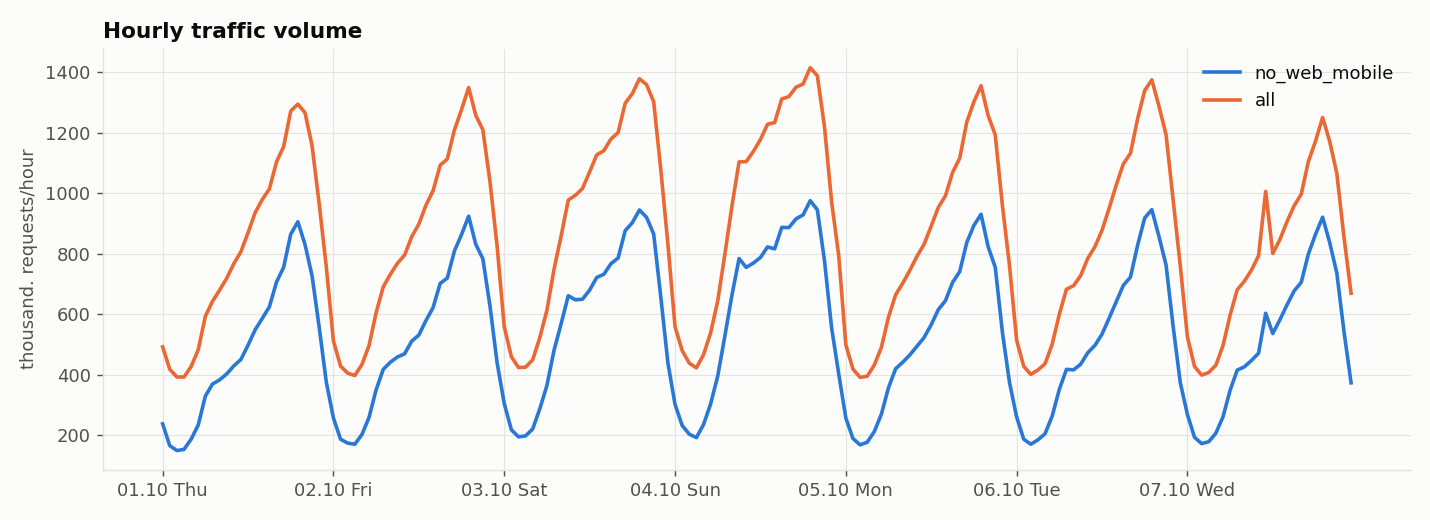 Hourly traffic volume
no_web_mobile
all
thousand. requests/hour
1400
1200
1000
800
600
400
200
01.10 Thu
02.10 Fri
03.10 Sat
04.10 Sun
05.10 Mon
06.10 Tue
07.10 Wed